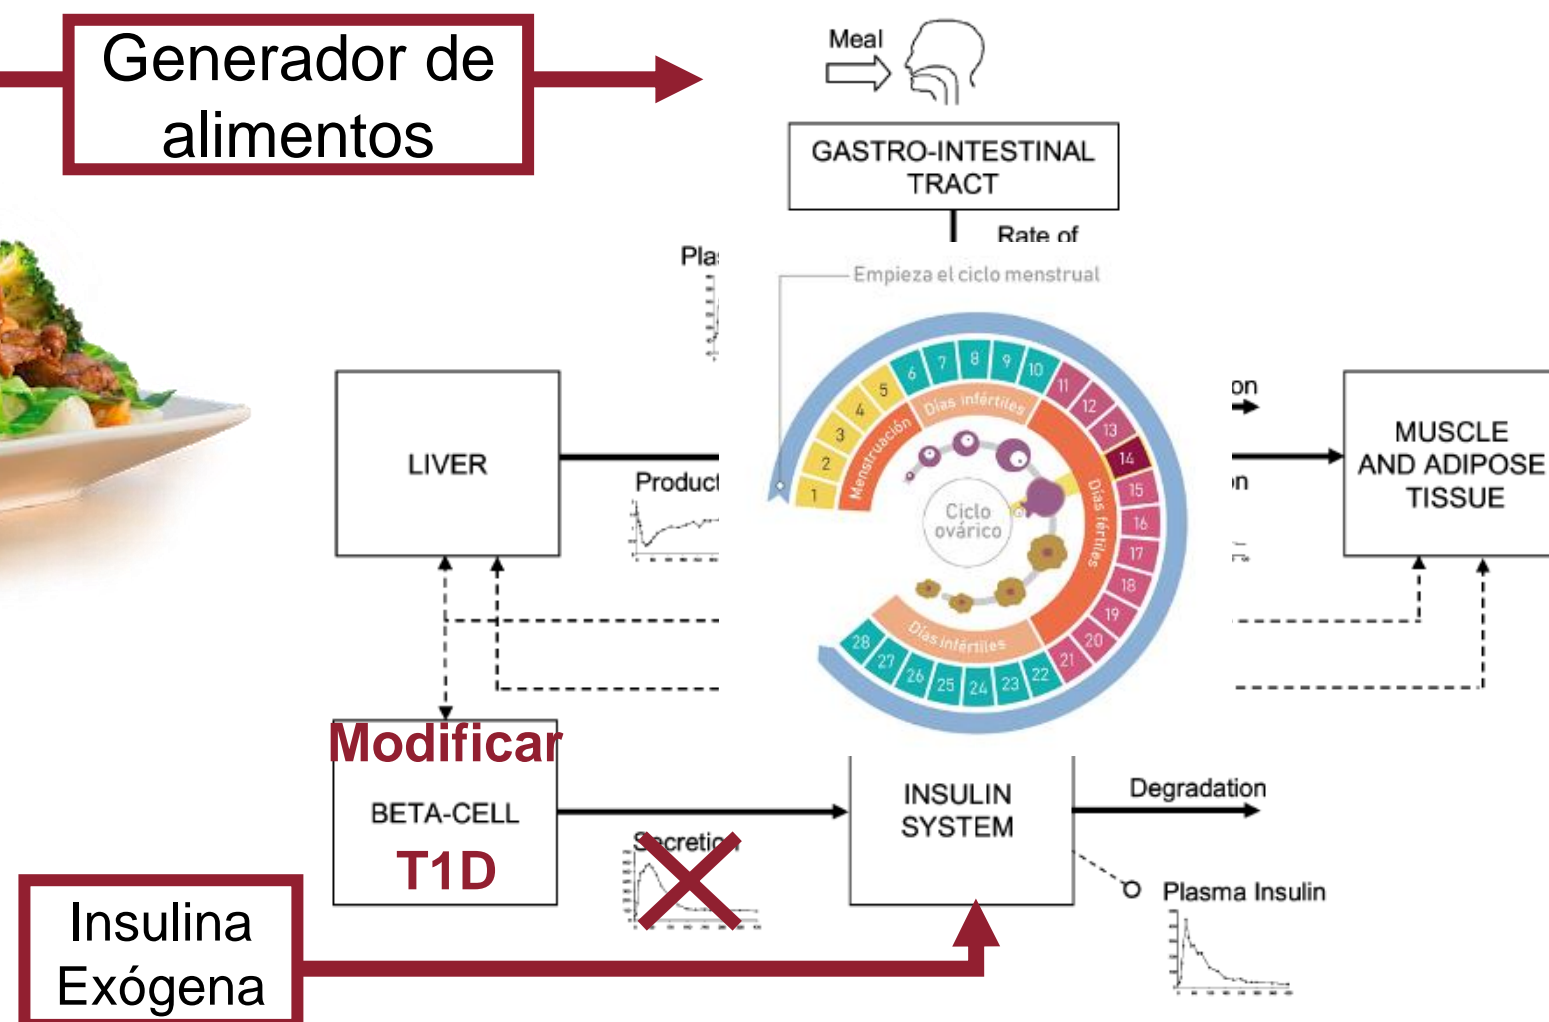 Generador de
alimentos
Meal
GASTRO-INTESTINAL
TRACT
Rate of
Empieza el ciclo menstrual
1
2
3
4
5
6
7
8
9
10
11
12
13
14
15
16
17
18
19
20
21
22
23
24
25
26
27
28
Menstruación
Días infértiles
Días fértiles
Días infértiles
Ciclo
ovárico
LIVER
Product
on
on
MUSCLE
AND ADIPOSE
TISSUE
Modificar
BETA-CELL
T1D
Secretion
INSULIN
SYSTEM
Degradation
Plasma Insulin
Insulina
Exógena